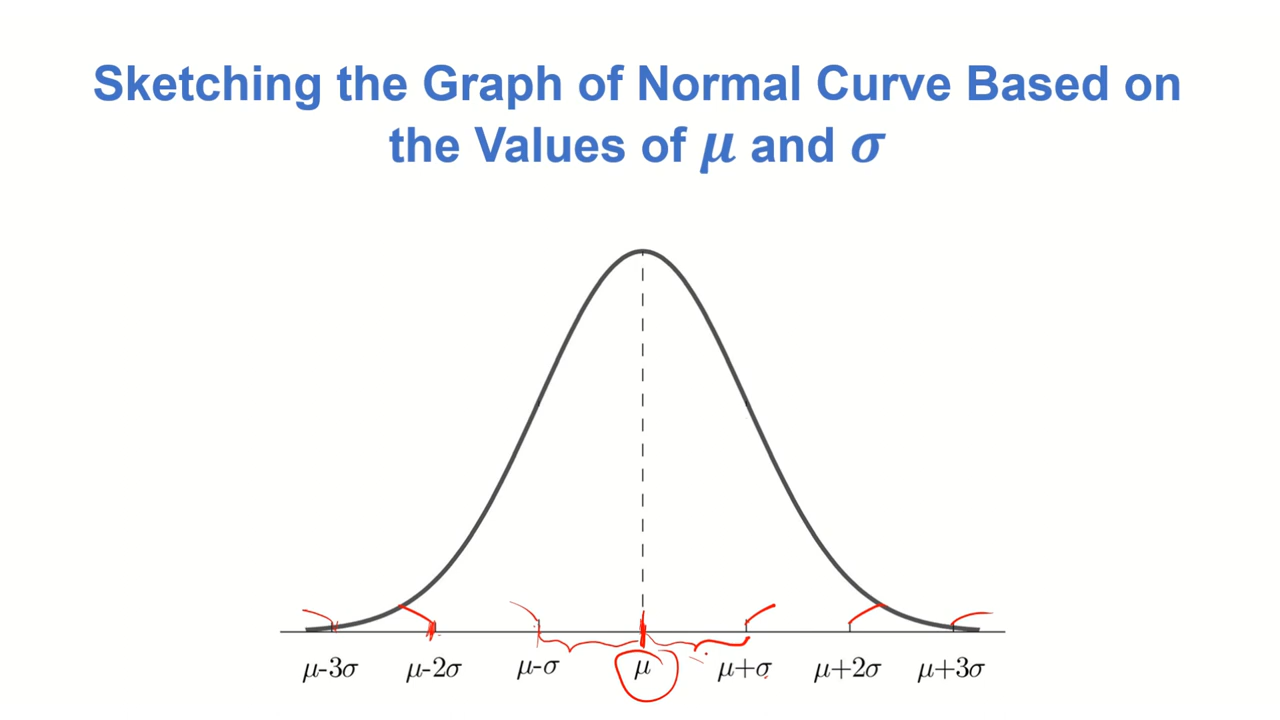 Sketching the Graph of Normal Curve Based on
the Values of μ and σ
μ-3σ μ-2σ μ-σ μ μ+σ μ+2σ μ+3σ